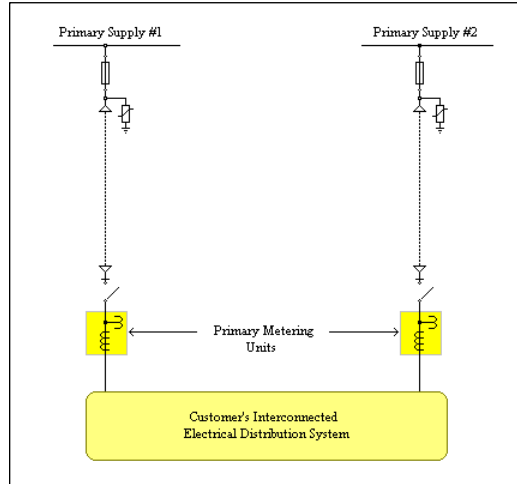 Primary Supply #1
Primary Supply #2
Primary Metering
Units
Customer's Interconnected
Electrical Distribution System